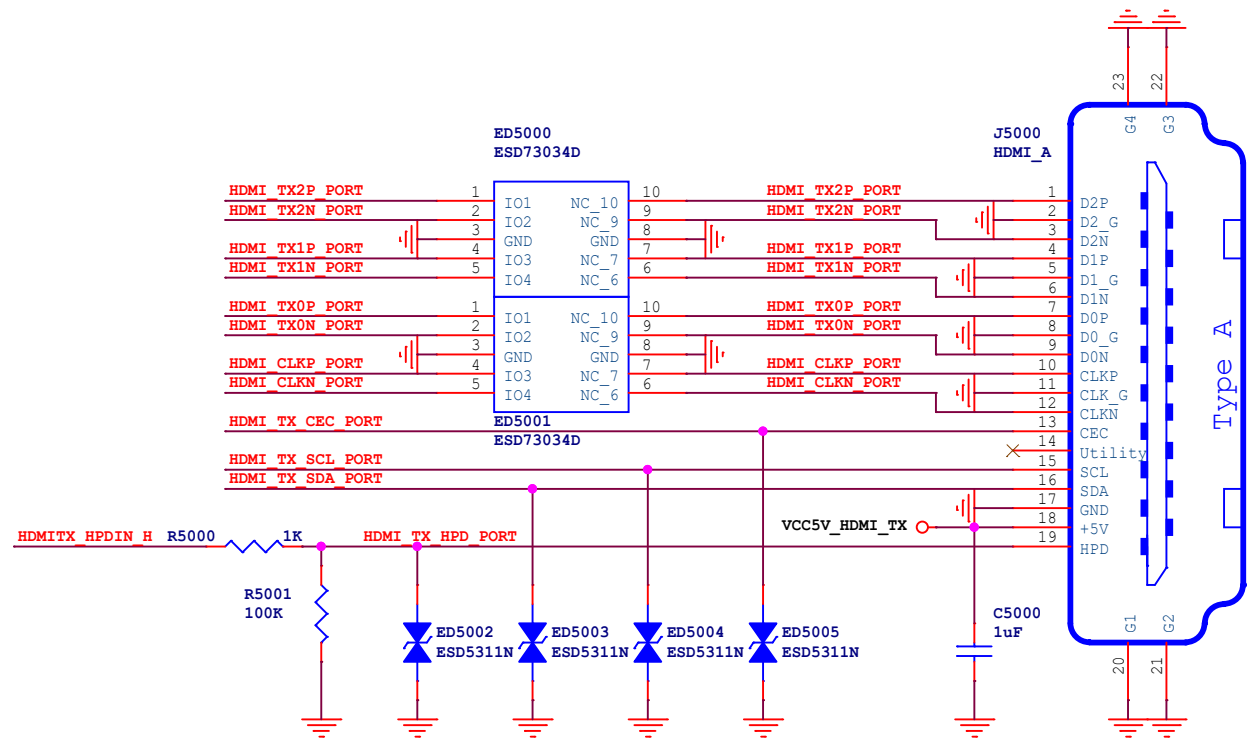 23
22
G4
G3
ED5000
ESD73034D
J5000
HDMI_A
HDMI_TX2P_PORT 1 IO1 NC_10 10 HDMI_TX2P_PORT 1 D2P
HDMI_TX2N_PORT 2 IO2 NC_9 9 HDMI_TX2N_PORT 2 D2_G
3 GND GND 8 3 D2N
HDMI_TX1P_PORT 4 IO3 NC_7 7 HDMI_TX1P_PORT 4 D1P
HDMI_TX1N_PORT 5 IO4 NC_6 6 HDMI_TX1N_PORT 5 D1_G
6 D1N
HDMI_TX0P_PORT 1 IO1 NC_10 10 HDMI_TX0P_PORT 7 D0P
HDMI_TX0N_PORT 2 IO2 NC_9 9 HDMI_TX0N_PORT 8 D0_G
3 GND GND 8 9 D0N
HDMI_CLKP_PORT 4 IO3 NC_7 7 HDMI_CLKP_PORT 10 CLKP
HDMI_CLKN_PORT 5 IO4 NC_6 6 HDMI_CLKN_PORT 11 CLK_G
12 CLKN
Type A
ED5001
ESD73034D
HDMI_TX_CEC_PORT 13 CEC
14 Utility
HDMI_TX_SCL_PORT 15 SCL
HDMI_TX_SDA_PORT 16 SDA
17 GND
VCC5V_HDMI_TX 18 +5V
HDMITX_HPDIN_H R5000 1K HDMI_TX_HPD_PORT 19 HPD
R5001
100K
ED5002
ESD5311N
ED5003
ESD5311N
ED5004
ESD5311N
ED5005
ESD5311N
C5000
1uF
G1
G2
20
21